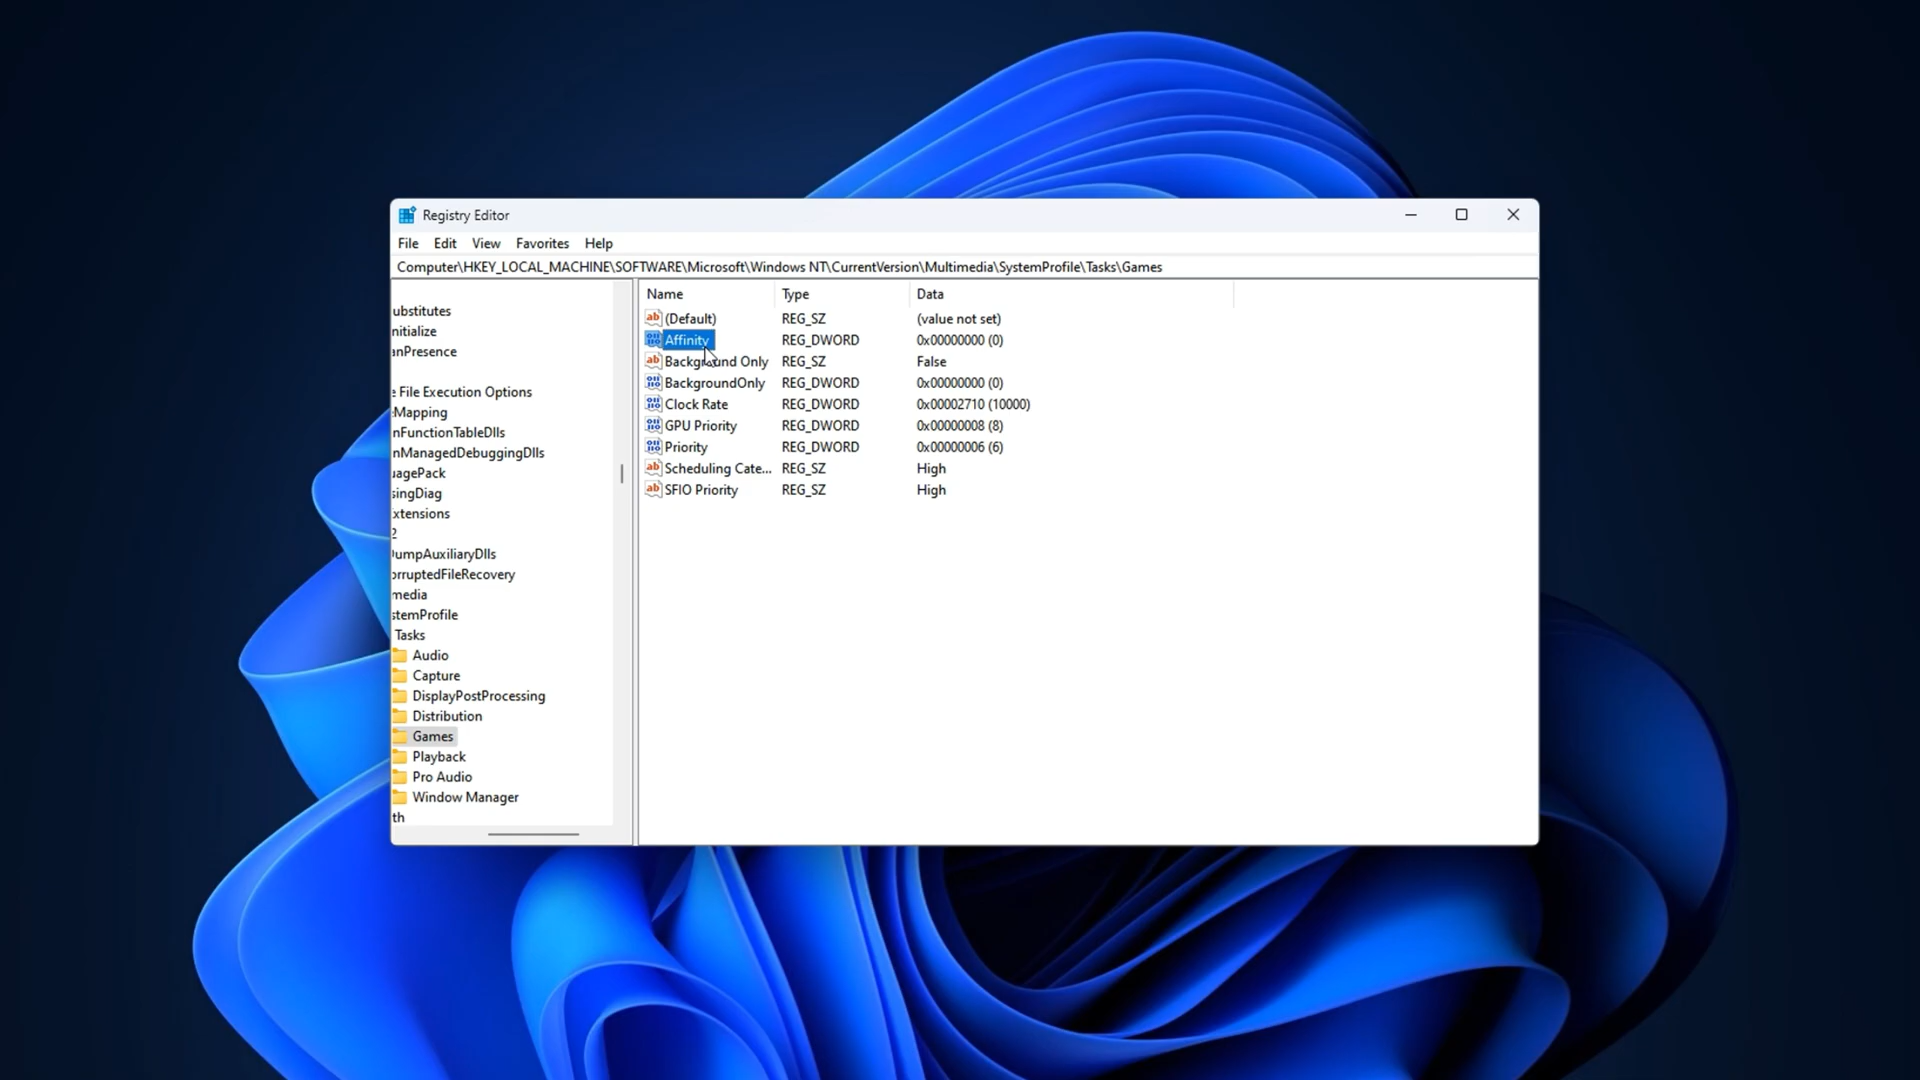 Registry Editor
File Edit View Favorites Help
Computer\HKEY_LOCAL_MACHINE\SOFTWARE\Microsoft\Windows NT\CurrentVersion\Multimedia\SystemProfile\Tasks\Games
ubstitutes
nitialize
anPresence
e File Execution Options
Mapping
nFunctionTableDlls
nManagedDebuggingDlls
uagePack
singDiag
xtensions
2
DumpAuxiliaryDlls
orruptedFileRecovery
media
stemProfile
Tasks
Audio
Capture
DisplayPostProcessing
Distribution
Games
Playback
Pro Audio
Window Manager
th
Name Type Data
(Default) REG_SZ (value not set)
Affinity REG_DWORD 0x00000000 (0)
Background Only REG_SZ False
BackgroundOnly REG_DWORD 0x00000000 (0)
Clock Rate REG_DWORD 0x00002710 (10000)
GPU Priority REG_DWORD 0x00000008 (8)
Priority REG_DWORD 0x00000006 (6)
Scheduling Cate... REG_SZ High
SFIO Priority REG_SZ High